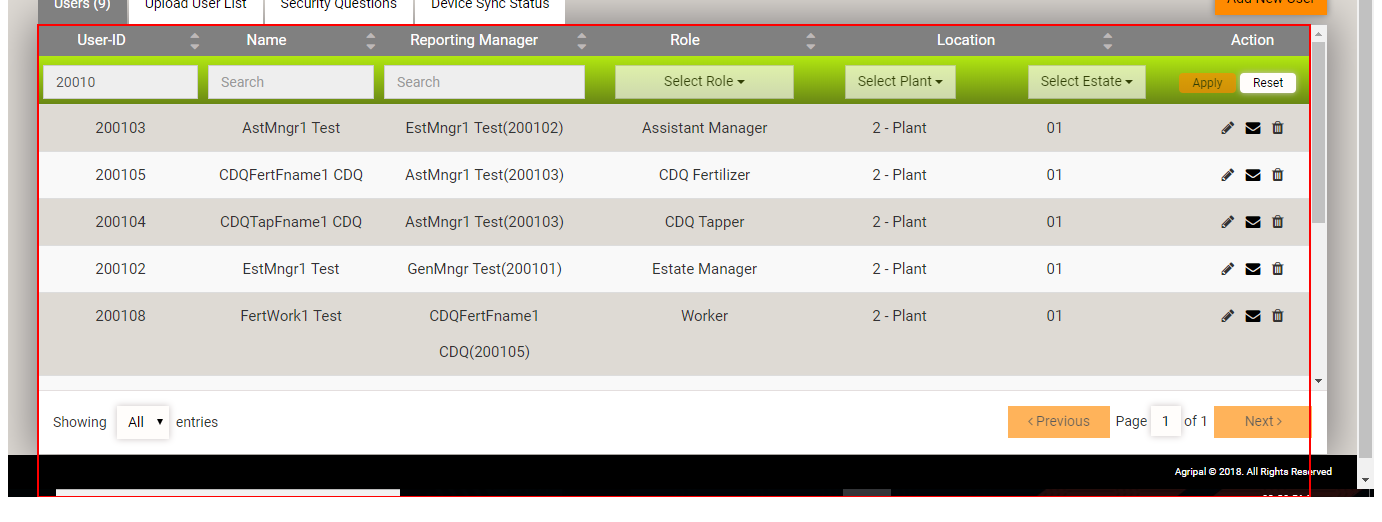 Users (9) Upload User List Security Questions Device Sync Status Add New User
User-ID Name Reporting Manager Role Location Action
20010 Search Search Select Role Select Plant Select Estate Apply Reset
200103 AstMngr1 Test EstMngr1 Test(200102) Assistant Manager 2 - Plant 01
200105 CDQFertFname1 CDQ AstMngr1 Test(200103) CDQ Fertilizer 2 - Plant 01
200104 CDQTapFname1 CDQ AstMngr1 Test(200103) CDQ Tapper 2 - Plant 01
200102 EstMngr1 Test GenMngr Test(200101) Estate Manager 2 - Plant 01
200108 FertWork1 Test CDQFertFname1 Worker 2 - Plant 01
CDQ(200105)
Showing All entries < Previous Page 1 of 1 Next >
Agripal © 2018. All Rights Reserved